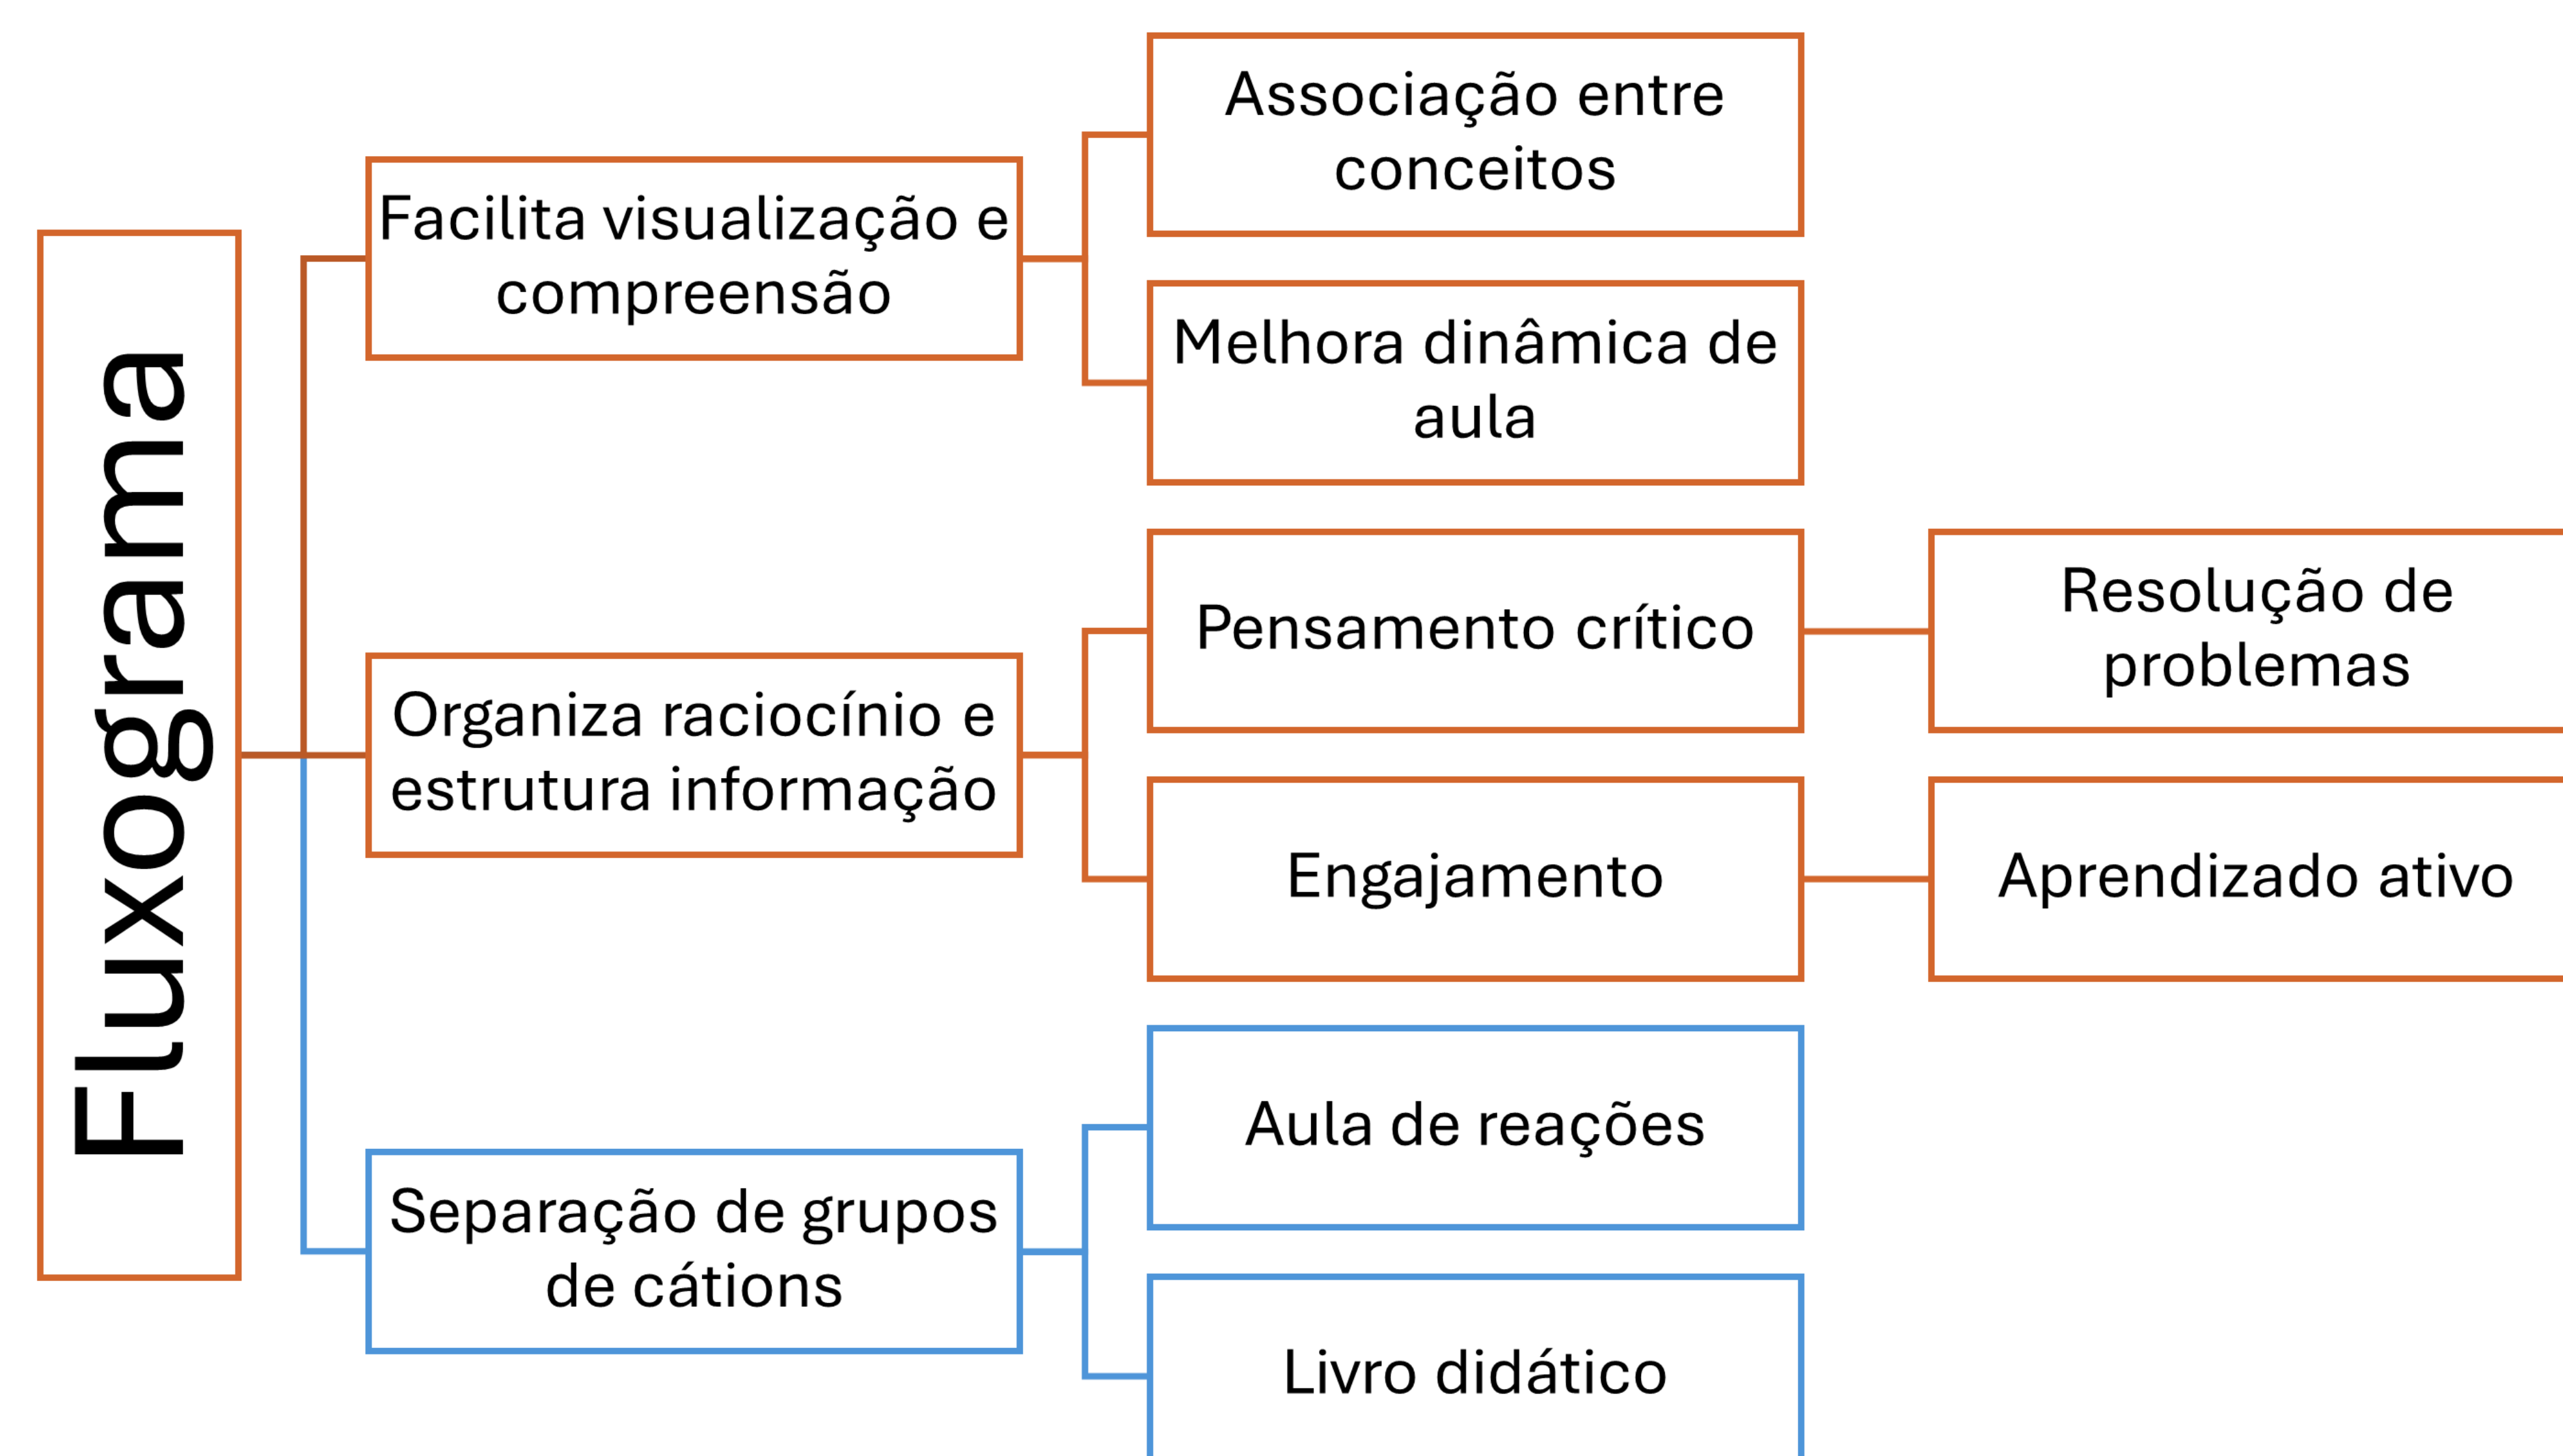 Fluxograma
Facilita visualização e
compreensão
Associação entre
conceitos
Melhora dinâmica de
aula
Organiza raciocínio e
estrutura informação
Pensamento crítico
Resolução de
problemas
Engajamento
Aprendizado ativo
Separação de grupos
de cátions
Aula de reações
Livro didático